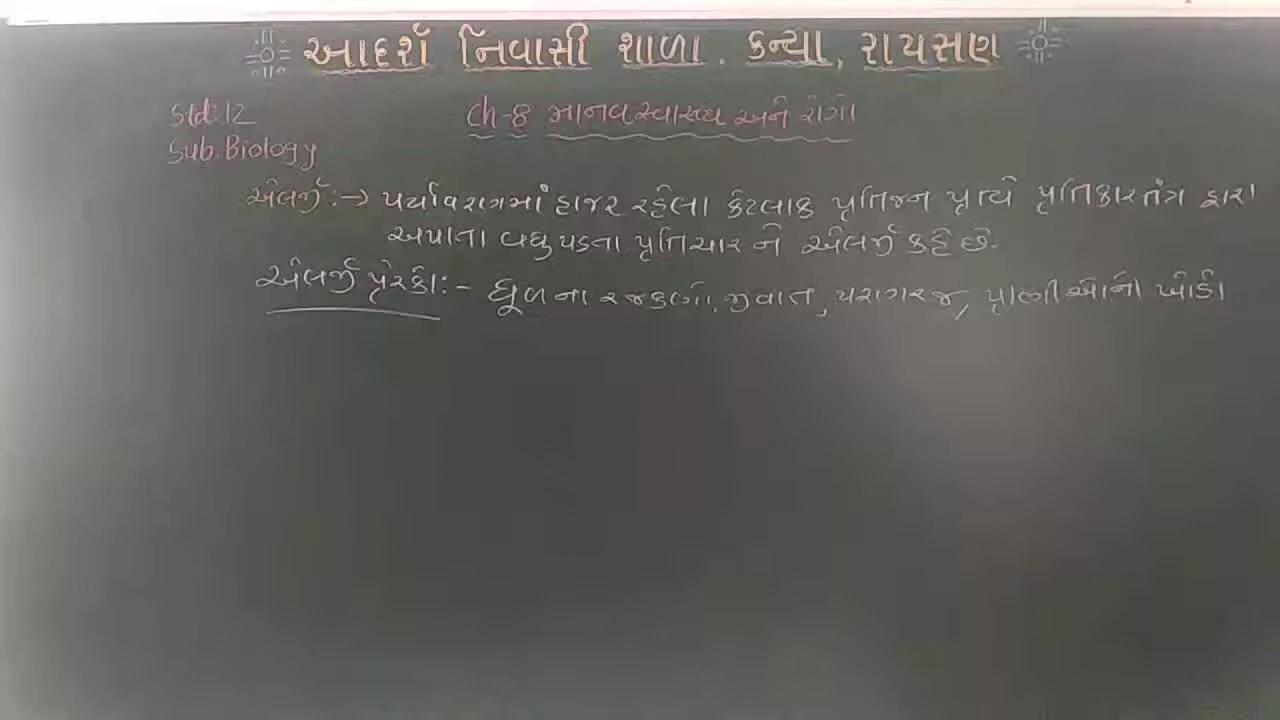 આદર્શ નિવાસી શાળા. કન્યા, રાયસણ
Std:12
Ch-8 માનવ સ્વાસ્થ્ય અને રોગો
Sub. Biology
એલર્જી :→ પર્યાવરણમાં હાજર રહેલા કેટલાક પ્રતિજન પ્રત્યે પ્રતિકારતંત્ર દ્વારા
અપાતા વધુ પડતા પ્રતિચાર ને એલર્જી કહે છે.
એલર્જી પ્રેરકો :- ધૂળના રજકણો, જીવાત, પરાગરજ, પ્રાણીઓનો ખોડો